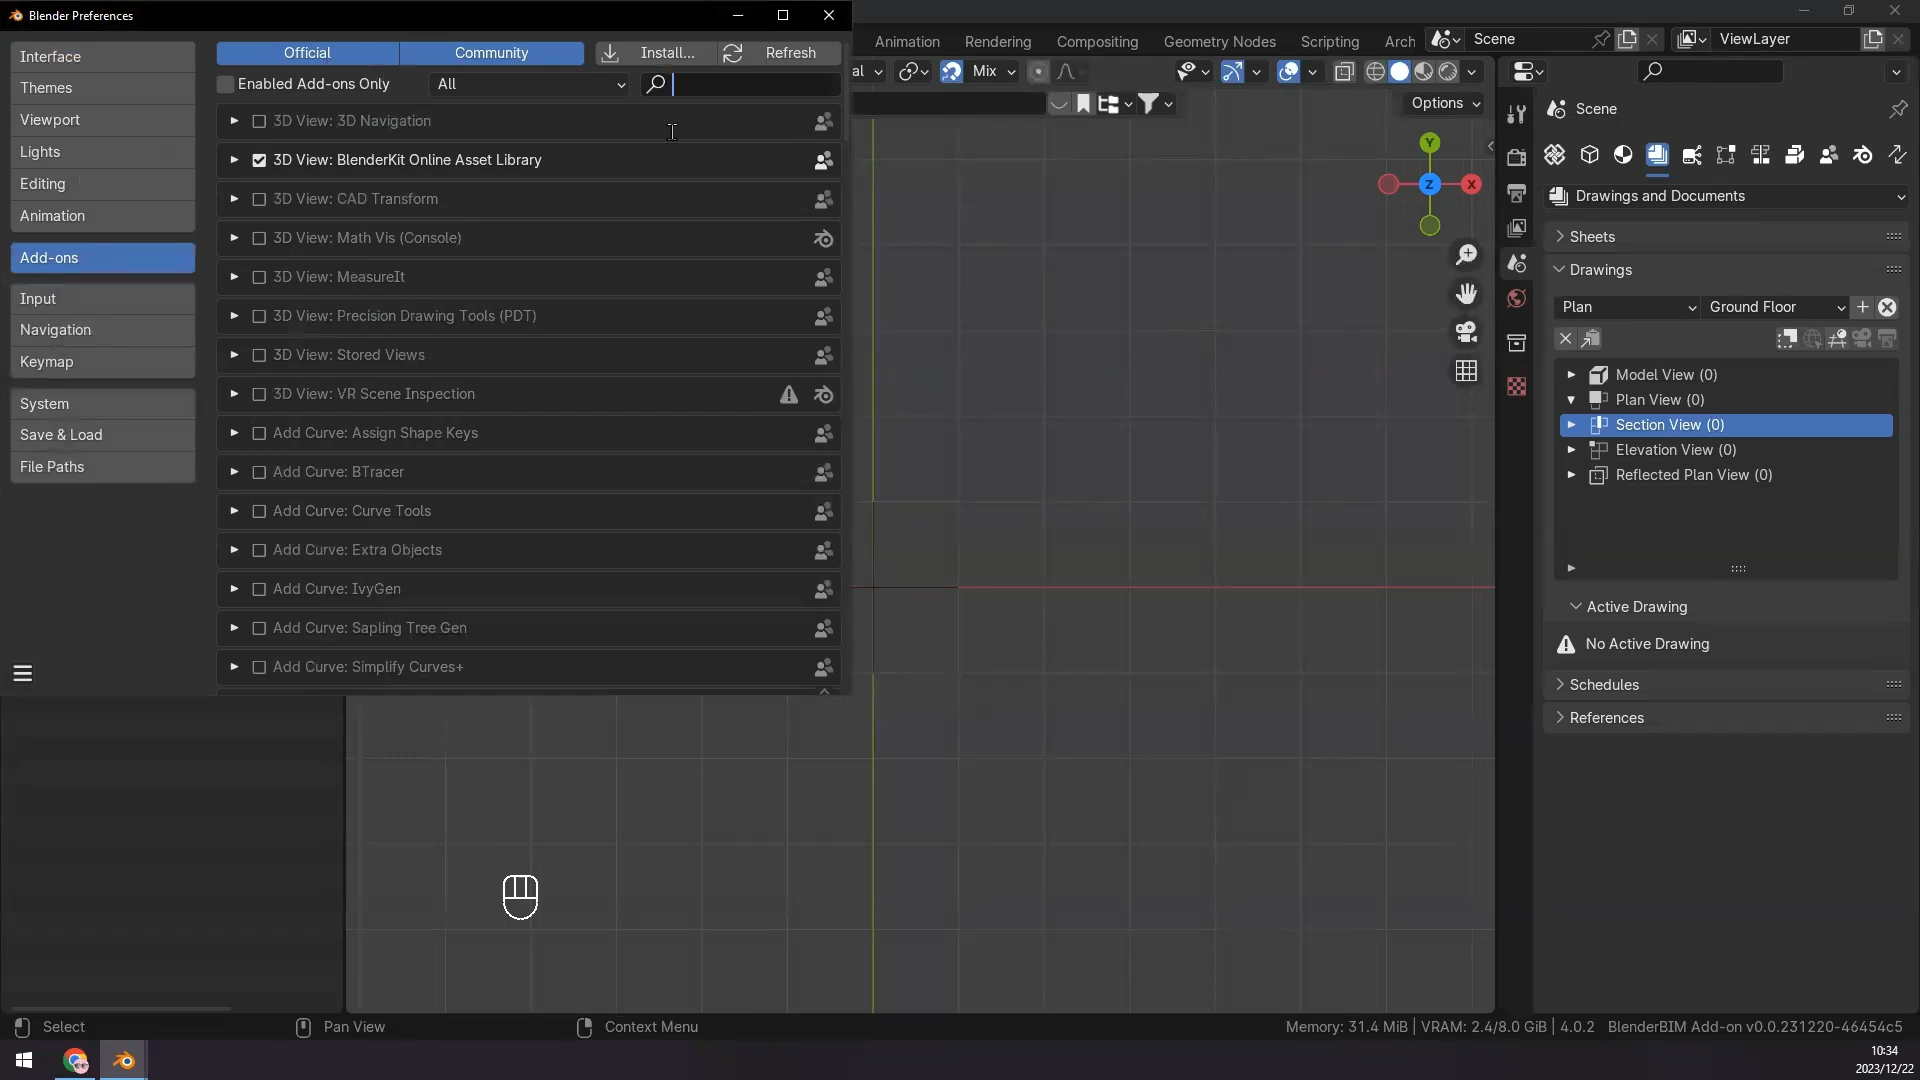 Blender Preferences
Interface
Themes
Viewport
Lights
Editing
Animation
Add-ons
Input
Navigation
Keymap
System
Save & Load
File Paths
Official
Community
Install...
Refresh
Enabled Add-ons Only
All
3D View: 3D Navigation
3D View: BlenderKit Online Asset Library
3D View: CAD Transform
3D View: Math Vis (Console)
3D View: MeasureIt
3D View: Precision Drawing Tools (PDT)
3D View: Stored Views
3D View: VR Scene Inspection
Add Curve: Assign Shape Keys
Add Curve: BTracer
Add Curve: Curve Tools
Add Curve: Extra Objects
Add Curve: IvyGen
Add Curve: Sapling Tree Gen
Add Curve: Simplify Curves+
Animation
Rendering
Compositing
Geometry Nodes
Scripting
Arch
Scene
ViewLayer
al
Mix
Options
Y
Z
X
Scene
Drawings and Documents
Sheets
Drawings
Plan
Ground Floor
Model View (0)
Plan View (0)
Section View (0)
Elevation View (0)
Reflected Plan View (0)
Active Drawing
No Active Drawing
Schedules
References
Select
Pan View
Context Menu
Memory: 31.4 MiB | VRAM: 2.4/8.0 GiB | 4.0.2
BlenderBIM Add-on v0.0.231220-46454c5
10:34
2023/12/22